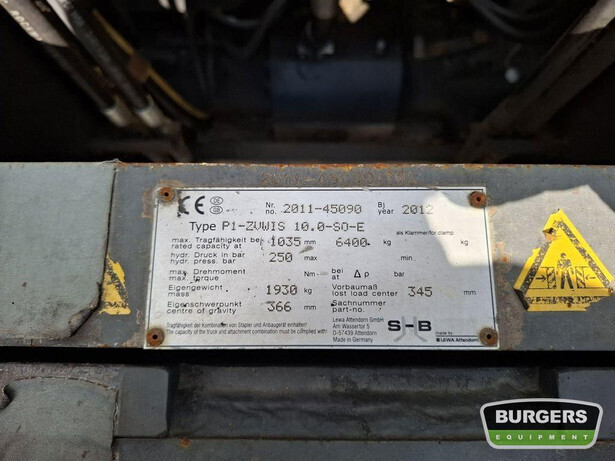 CE DE GB Nr. no. 2011-45090 Bj year 2012
Type P1-ZVWIS 10.0-SO-E
max. Tragfähigkeit bei rated capacity at 1035 mm 6400 kg als Klammer/for clamp kg
hydr. Druck in bar hydr. press. bar 250
max. Drehmoment max. torque Nm bei at Δ p bar
Eigengewicht mass 1930 kg Vorbaumaß lost load center 345 mm
Eigenschwerpunkt centre of gravity 366 mm Sachnummer part-no.
Tragfähigkeit der Kombination von Stapler und Anbaugerät einhalten!
The capacity of the truck and attachment combination must be complied with!
Lewa Attendorn GmbH
Am Wassertor 5
D-57439 Attendorn
Made in Germany
S-B
made by
LEWA Attendorn
BURGERS
EQUIPMENT